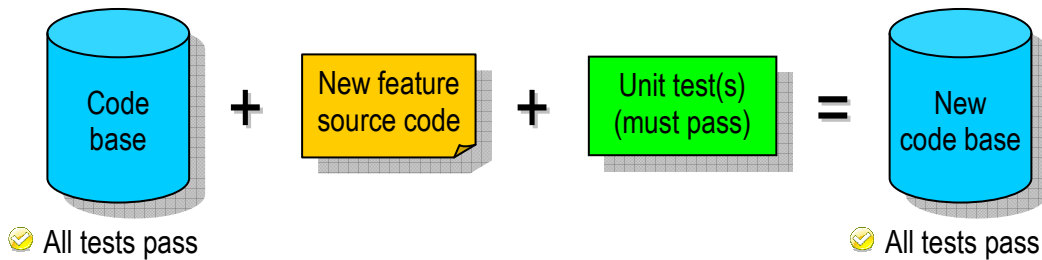 Code
base
+
New feature
source code
+
Unit test(s)
(must pass)
=
New
code base
All tests pass
All tests pass